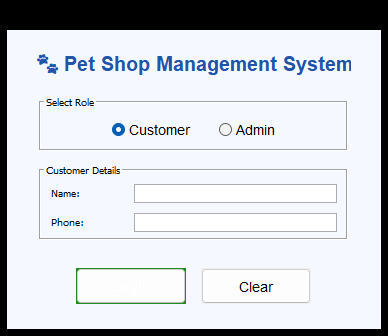 Pet Shop Management System
Select Role
Customer
Admin
Customer Details
Name:
Phone:
Clear